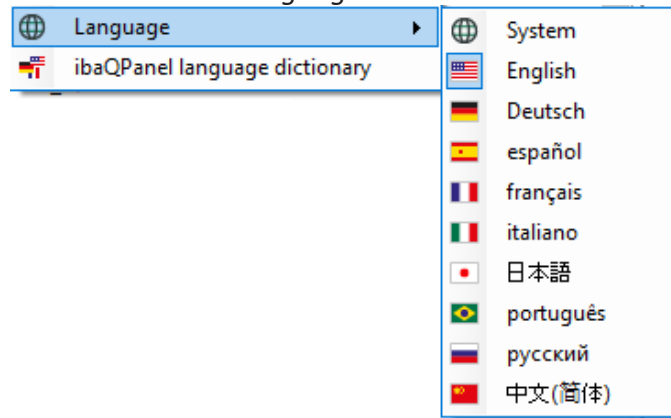 Language
ibaQPanel language dictionary
System
English
Deutsch
español
français
italiano
日本語
português
русский
中文(简体)